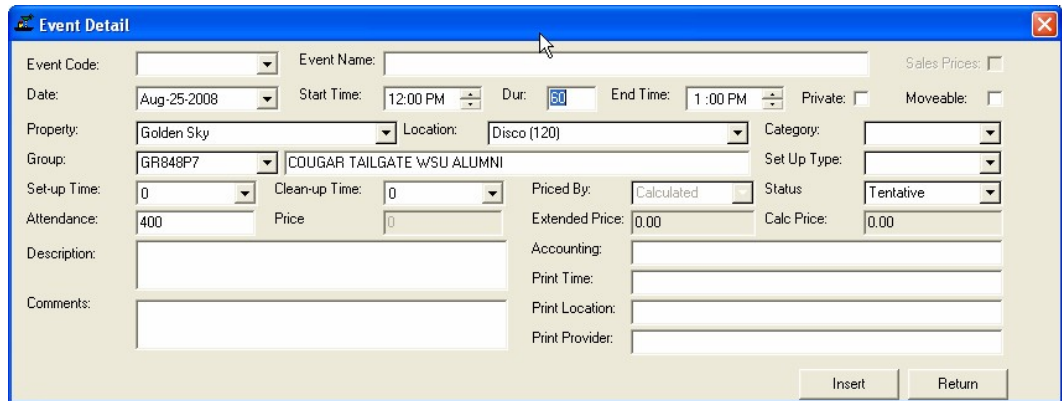 Event Detail
Event Code: Event Name: Sales Prices:
Date: Aug-25-2008 Start Time: 12:00 PM Dur: 60 End Time: 1 :00 PM Private: Moveable:
Property: Golden Sky Location: Disco (120) Category:
Group: GR848P7 COUGAR TAILGATE WSU ALUMNI Set Up Type:
Set-up Time: 0 Clean-up Time: 0 Priced By: Calculated Status Tentative
Attendance: 400 Price 0 Extended Price: 0.00 Calc Price: 0.00
Description: Accounting:
Print Time:
Comments: Print Location:
Print Provider:
Insert Return